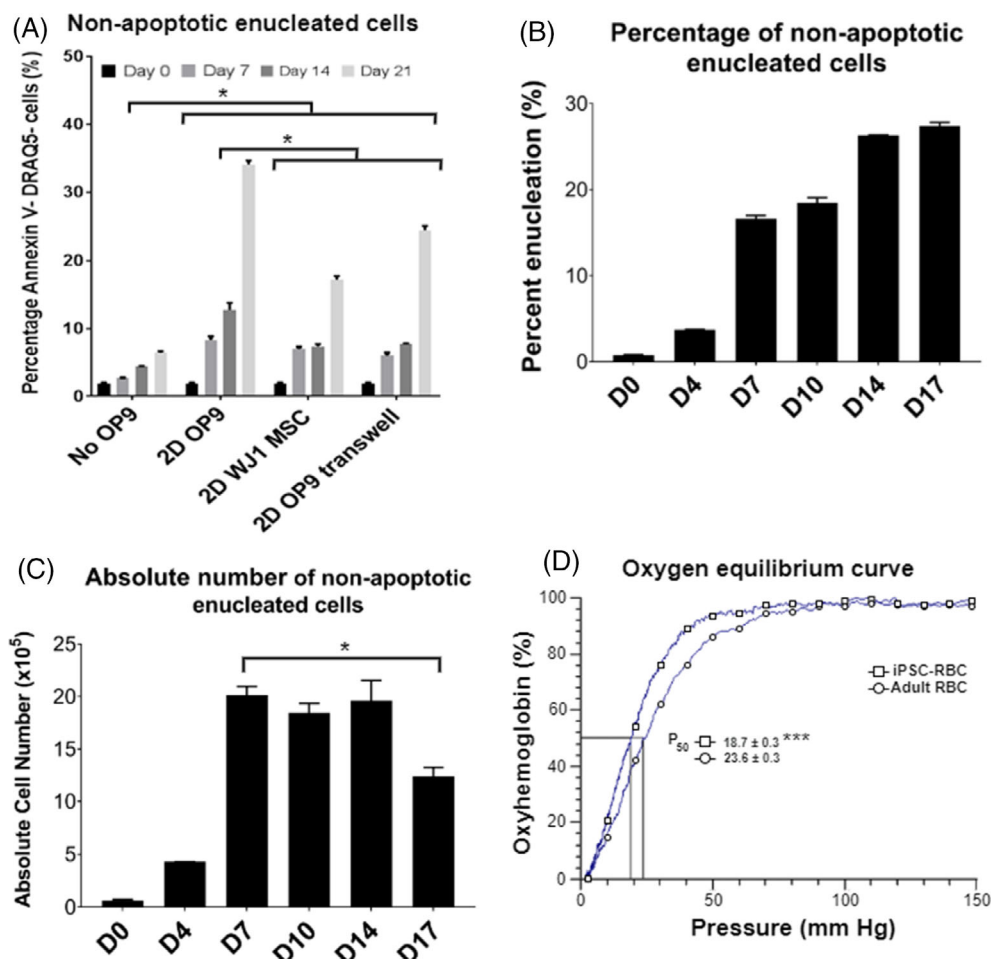 (A)
Non-apoptotic enucleated cells
Percentage Annexin V- DRAQ5- cells (%)
50
40
30
20
10
0
Day 0
Day 7
Day 14
Day 21
*
*
No OP9
2D OP9
2D WJ1 MSC
2D OP9 transwell
(B)
Percentage of non-apoptotic
enucleated cells
Percent enucleation (%)
30
20
10
0
D0
D4
D7
D10
D14
D17
(C)
Absolute number of non-apoptotic
enucleated cells
Absolute Cell Number (x10⁵)
25
20
15
10
5
0
*
D0
D4
D7
D10
D14
D17
(D)
Oxygen equilibrium curve
Oxyhemoglobin (%)
100
80
60
40
20
0
iPSC-RBC
Adult RBC
P₅₀
18.7 ± 0.3 ***
23.6 ± 0.3
0
50
100
150
Pressure (mm Hg)